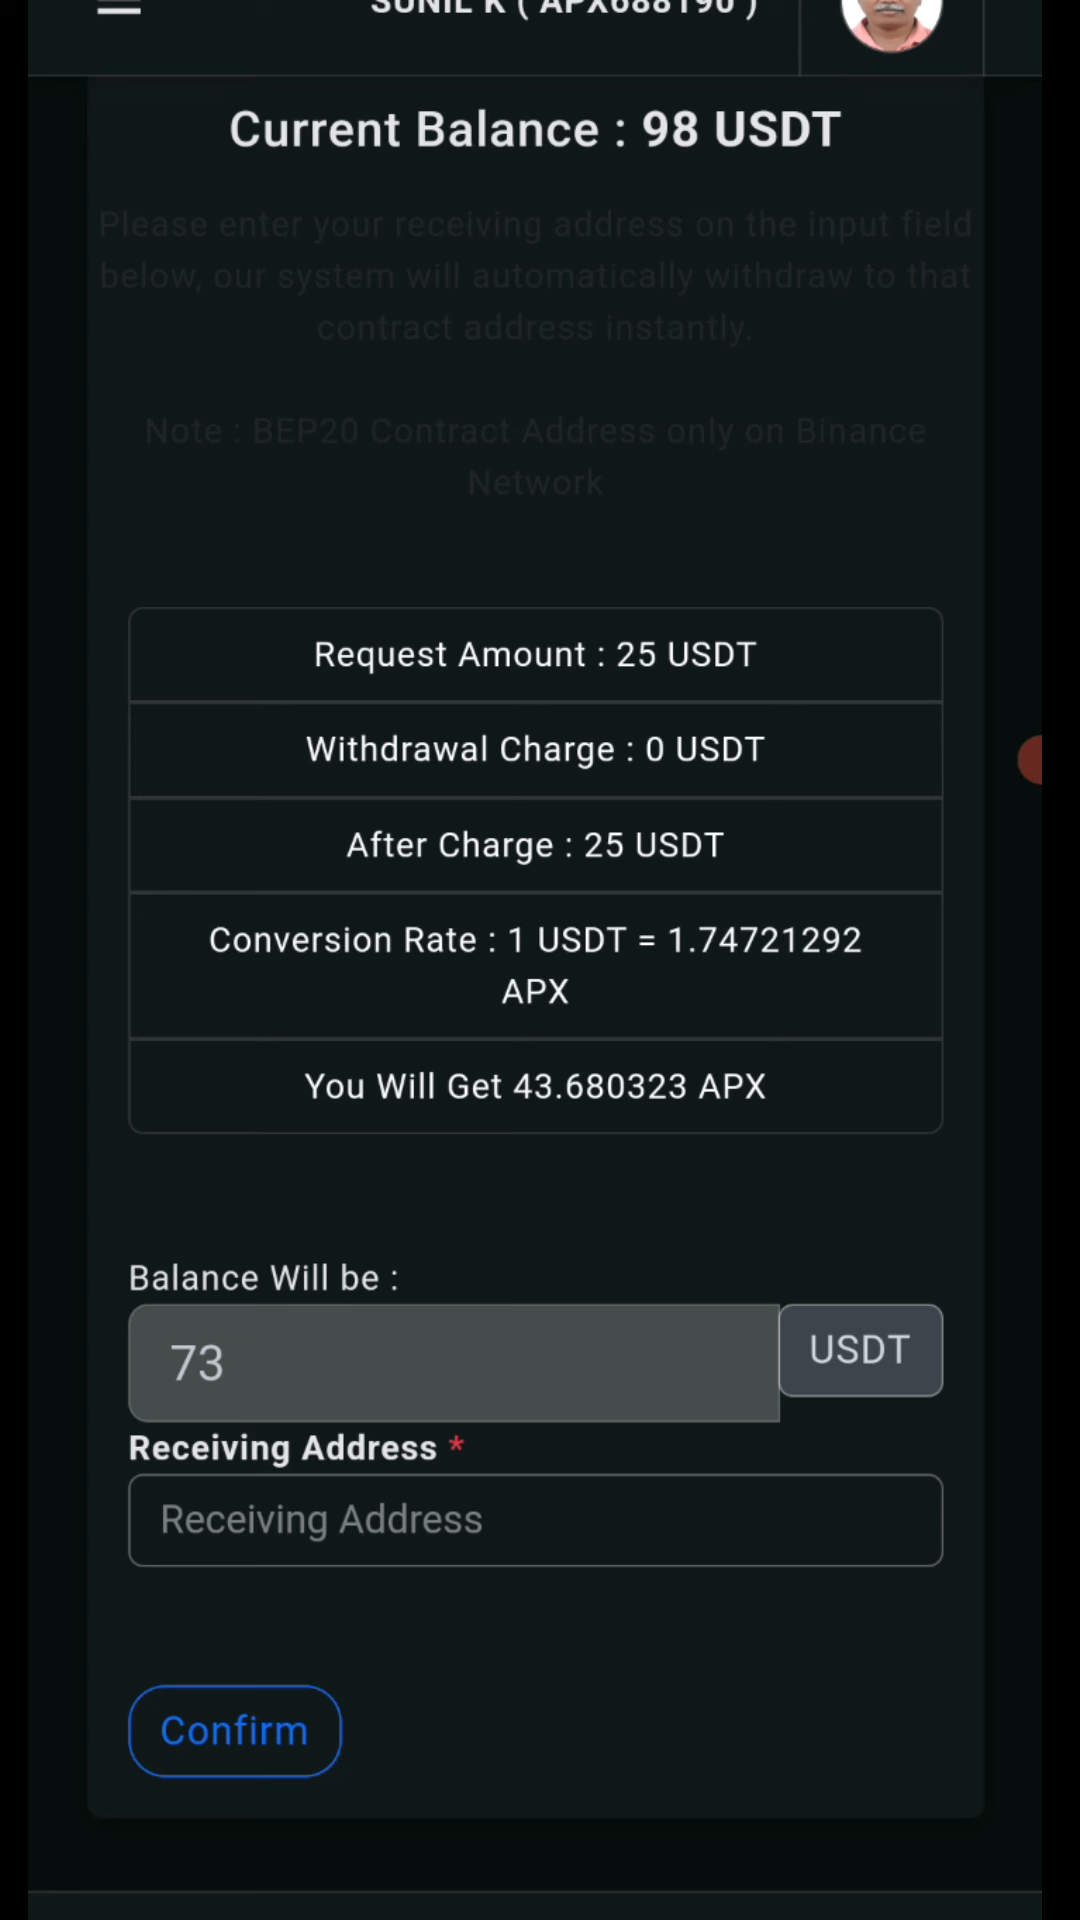 SUNIL K ( APX688190 )
Current Balance : 98 USDT
Please enter your receiving address on the input field
below, our system will automatically withdraw to that
contract address instantly.
Note : BEP20 Contract Address only on Binance
Network
Request Amount : 25 USDT
Withdrawal Charge : 0 USDT
After Charge : 25 USDT
Conversion Rate : 1 USDT = 1.74721292
APX
You Will Get 43.680323 APX
Balance Will be :
73
USDT
Receiving Address *
Receiving Address
Confirm